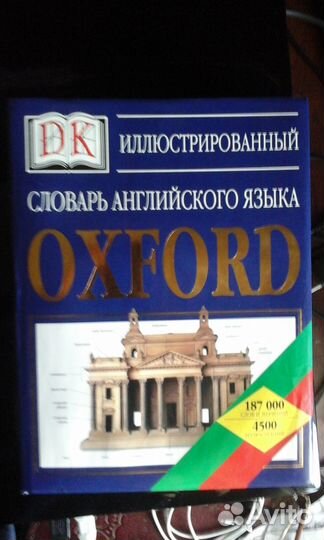 DK
ИЛЛЮСТРИРОВАННЫЙ
СЛОВАРЬ АНГЛИЙСКОГО ЯЗЫКА
OXFORD
187 000
4500
Avito